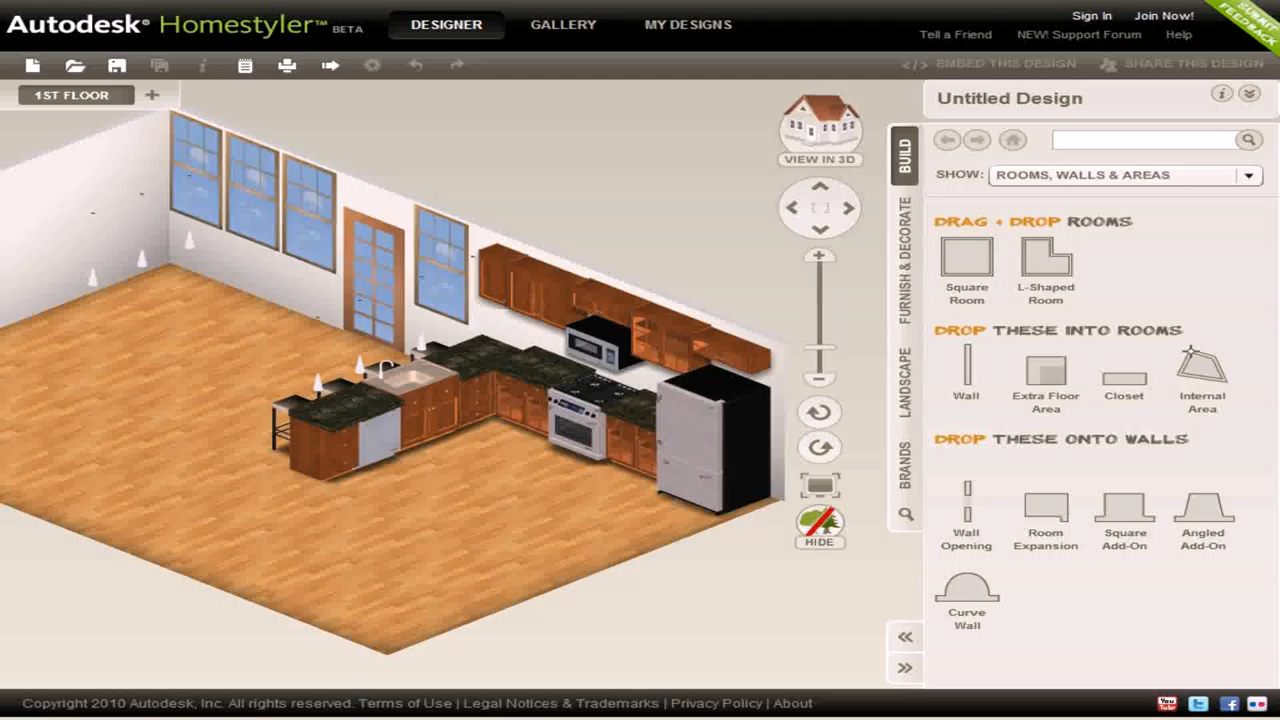 Autodesk® Homestyler™ BETA
DESIGNER
GALLERY
MY DESIGNS
Sign In
Join Now!
Tell a Friend
NEW! Support Forum
Help
SUBMIT FEEDBACK
</> EMBED THIS DESIGN
SHARE THIS DESIGN
1ST FLOOR
Untitled Design
VIEW IN 3D
HIDE
BUILD
FURNISH & DECORATE
LANDSCAPE
BRANDS
SHOW: ROOMS, WALLS & AREAS
DRAG + DROP ROOMS
Square Room
L-Shaped Room
DROP THESE INTO ROOMS
Wall
Extra Floor Area
Closet
Internal Area
DROP THESE ONTO WALLS
Wall Opening
Room Expansion
Square Add-On
Angled Add-On
Curve Wall
Copyright 2010 Autodesk, Inc. All rights reserved. Terms of Use | Legal Notices & Trademarks | Privacy Policy | About
You Tube